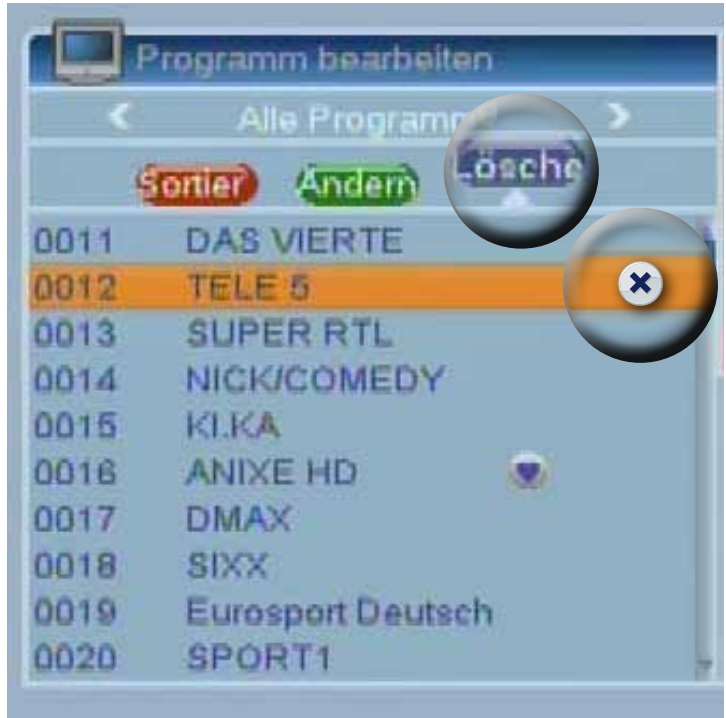 Programm bearbeiten
Alle Programm
Sortier Ändern Lösche
0011 DAS VIERTE
0012 TELE 5
0013 SUPER RTL
0014 NICK/COMEDY
0015 KI.KA
0016 ANIXE HD
0017 DMAX
0018 SIXX
0019 Eurosport Deutsch
0020 SPORT1